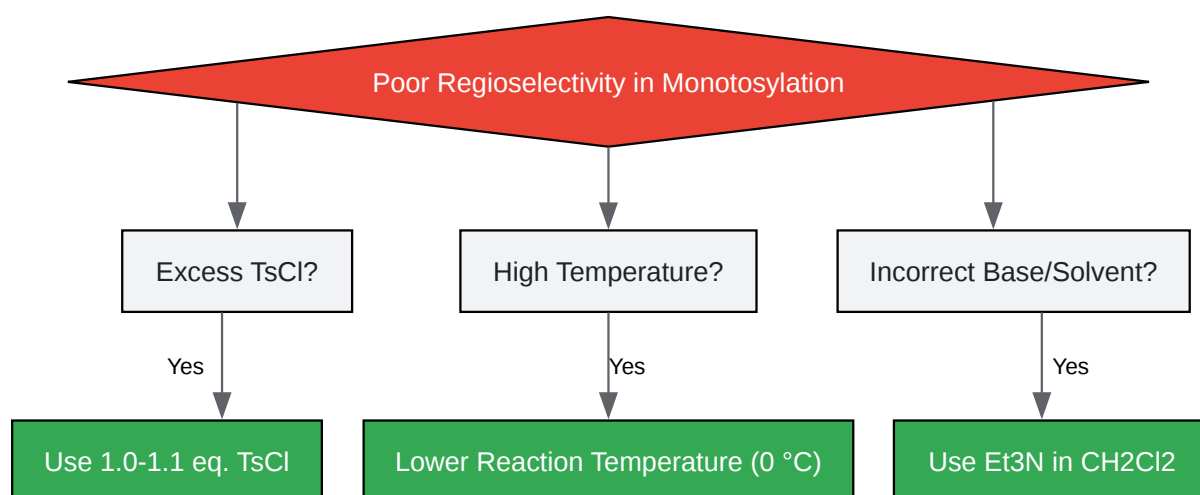 Poor Regioselectivity in Monotosylation
Excess TsCl?
High Temperature?
Incorrect Base/Solvent?
Yes
Yes
Yes
Use 1.0-1.1 eq. TsCl
Lower Reaction Temperature (0 °C)
Use Et3N in CH2Cl2